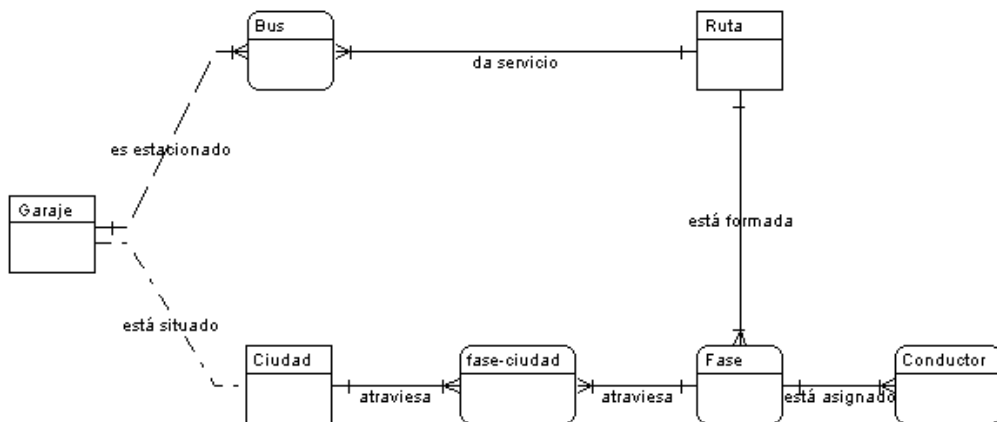 Bus
Ruta
da servicio
es estacionado
Garaje
está formada
está situado
Ciudad
fase-ciudad
Fase
Conductor
atraviesa
atraviesa
está asignado